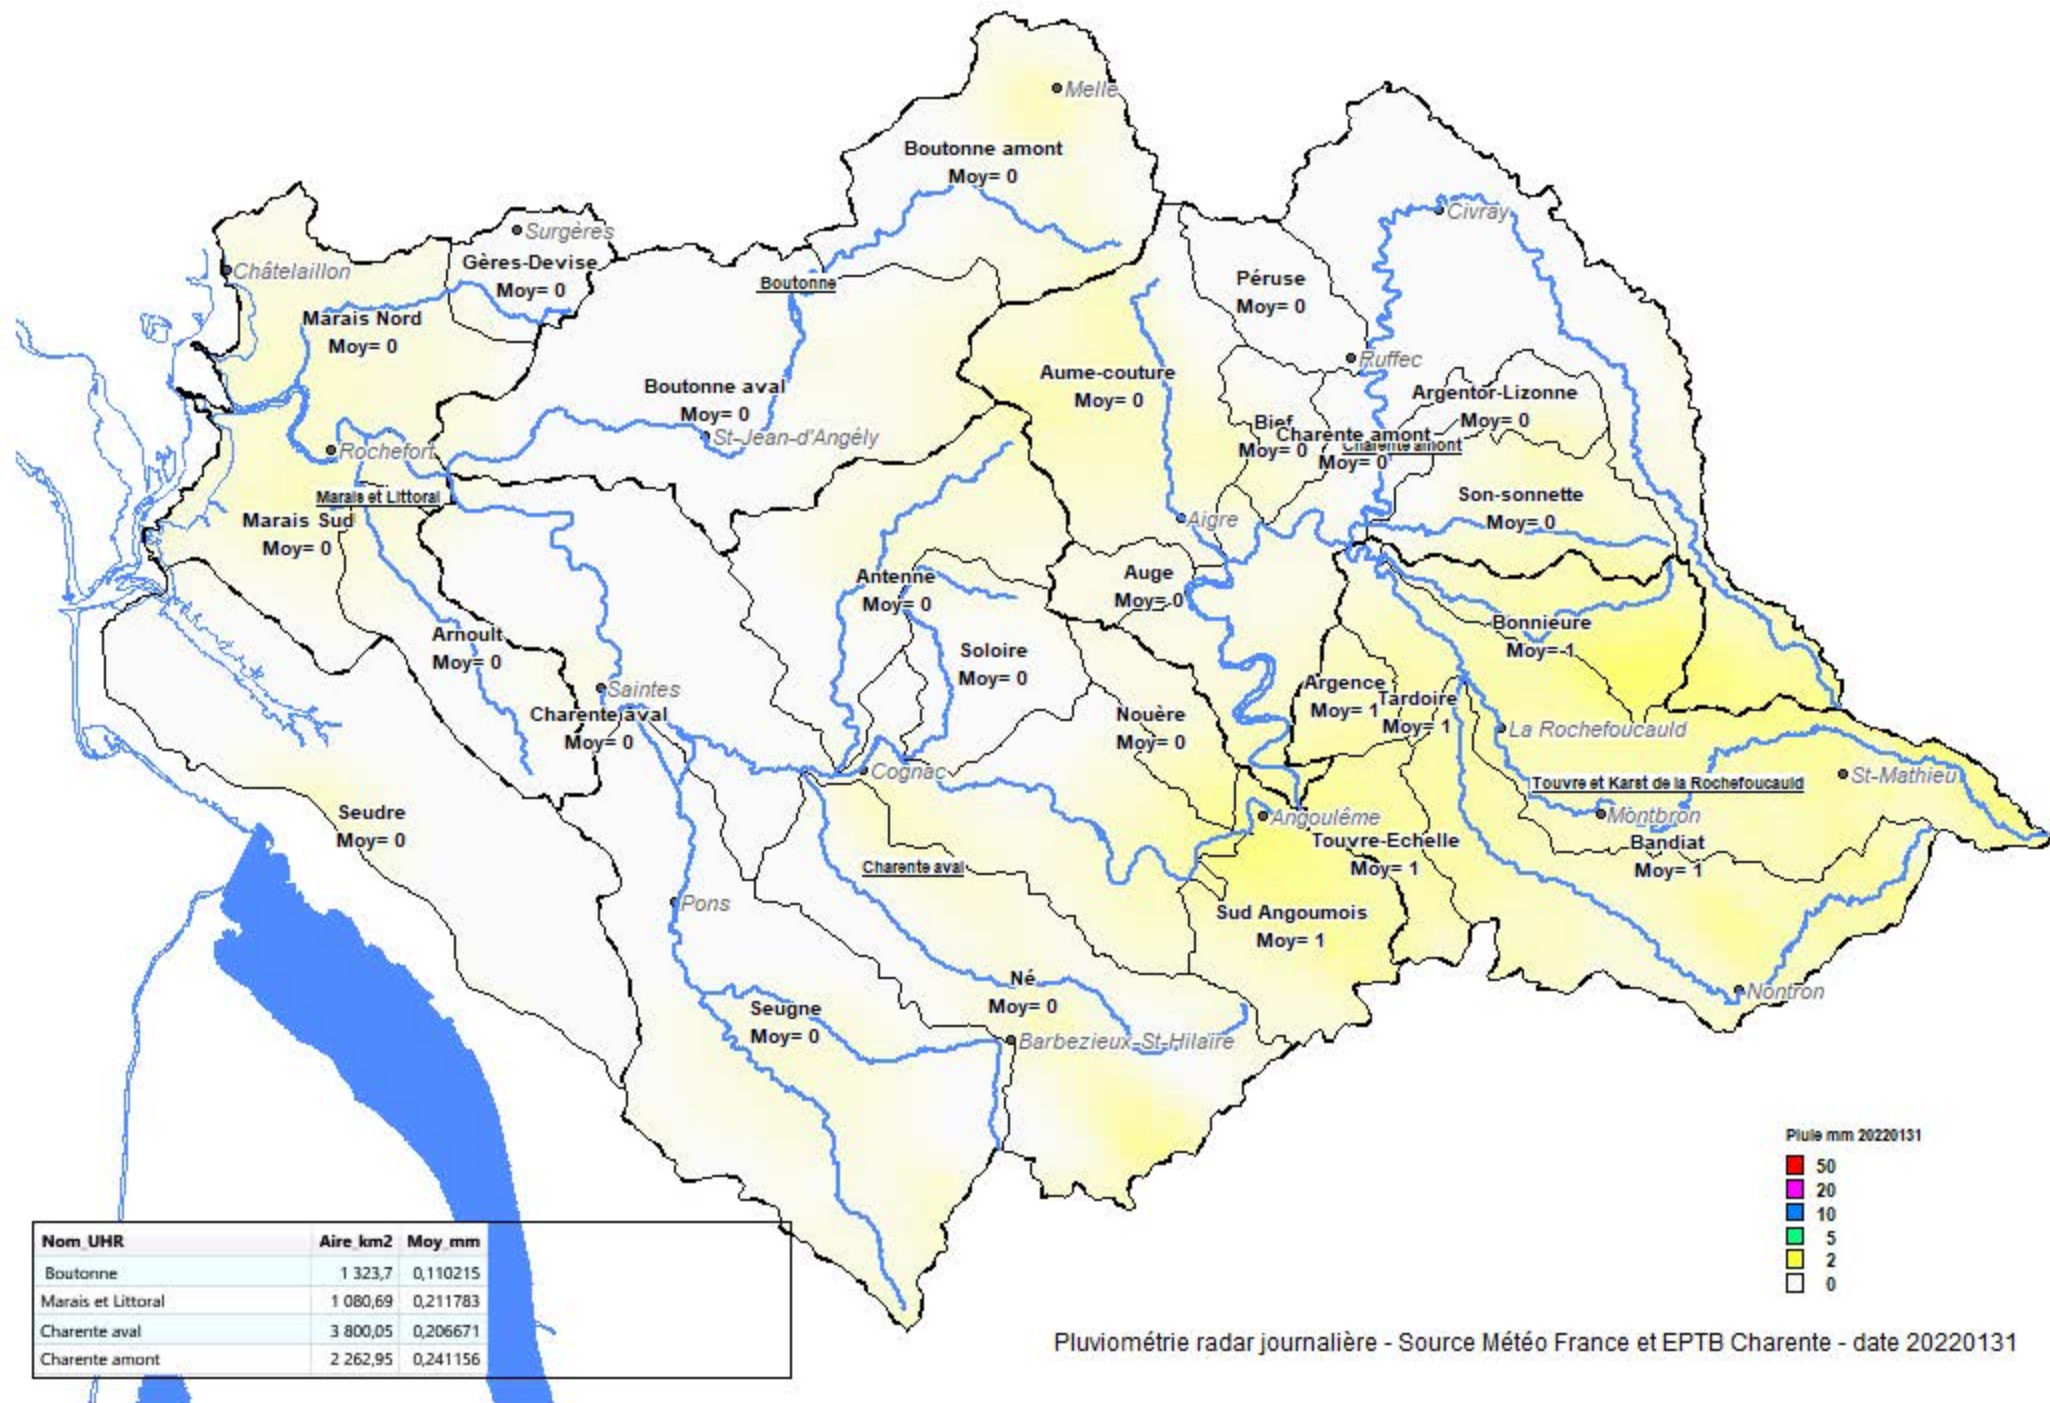 Melle
Boutonne amont
Moy= 0
Civray
Surgères
Châtelaillon
Gères-Devise
Moy= 0
Boutonne
Péruse
Moy= 0
Marais Nord
Moy= 0
Ruffec
Aume-couture
Moy= 0
Boutonne aval
Moy= 0
Argentor-Lizonne
Moy= 0
Bief
Moy= 0
Charente amont
Moy= 0
Charente amont
St-Jean-d'Angély
Rochefort
Marais et Littoral
Son-sonnette
Moy= 0
Marais Sud
Moy= 0
Aigre
Antenne
Moy= 0
Auge
Moy= 0
Bonnieure
Moy= 1
Arnoult
Moy= 0
Soloire
Moy= 0
Saintes
Argence
Moy= 1
Tardoire
Moy= 1
Charente aval
Moy= 0
Nouère
Moy= 0
La Rochefoucauld
Cognac
St-Mathieu
Touvre et Karst de la Rochefoucauld
Seudre
Moy= 0
Angoulême
Montbron
Touvre-Echelle
Moy= 1
Bandiat
Moy= 1
Charente aval
Pons
Sud Angoumois
Moy= 1
Né
Moy= 0
Nontron
Seugne
Moy= 0
Barbezieux-St-Hilaire
Pluie mm 20220131
50
20
10
5
2
0
Nom_UHR Aire_km2 Moy_mm
Boutonne 1 323,7 0,110215
Marais et Littoral 1 080,69 0,211783
Charente aval 3 800,05 0,206671
Charente amont 2 262,95 0,241156
Pluviométrie radar journalière - Source Météo France et EPTB Charente - date 20220131